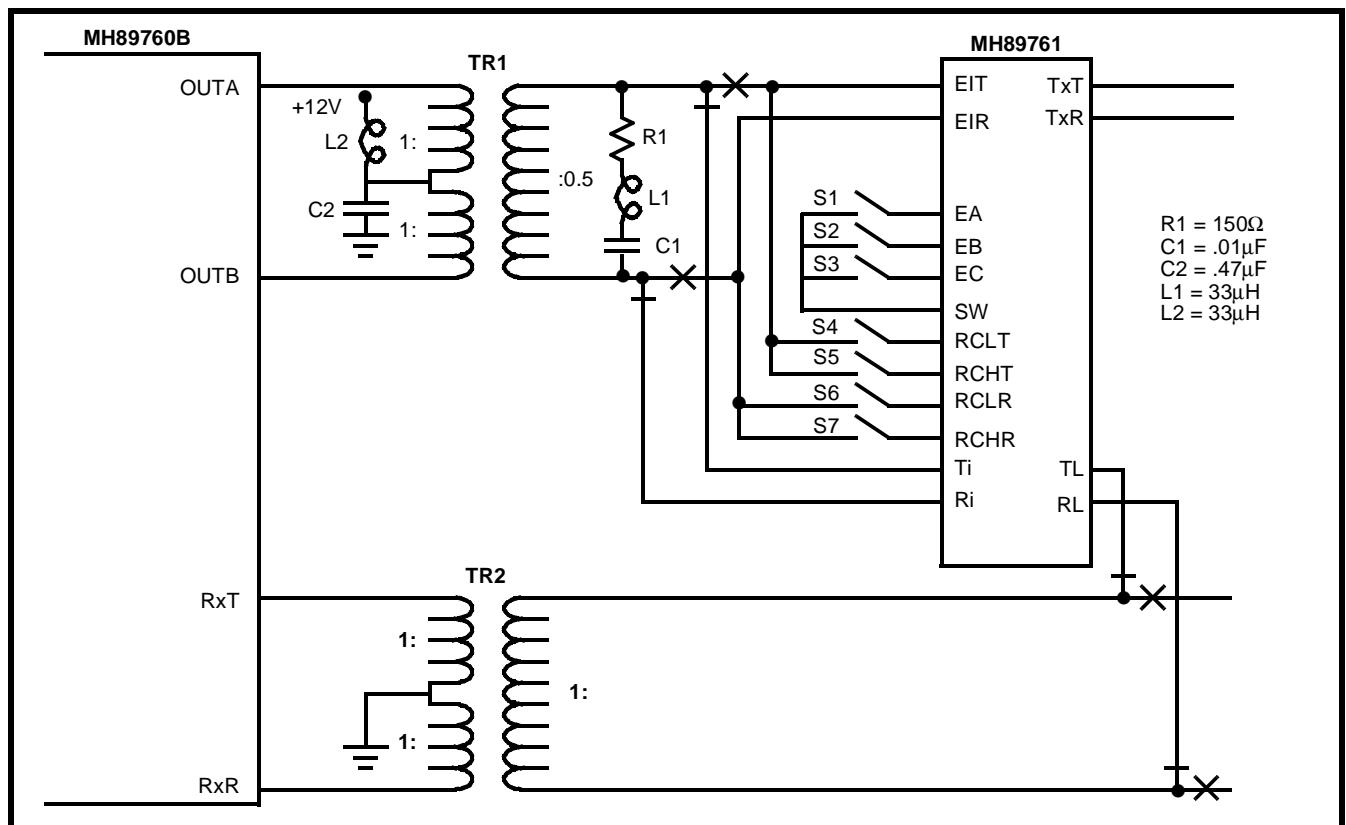 MH89760B
MH89761
TR1
OUTA
+12V
L2
1:
C2
1:
OUTB
:0.5
R1
L1
C1
EIT
EIR
TxT
TxR
S1
EA
S2
EB
S3
EC
SW
S4
RCLT
S5
RCHT
S6
RCLR
S7
RCHR
Ti
TL
Ri
RL
R1 = 150Ω
C1 = .01µF
C2 = .47µF
L1 = 33µH
L2 = 33µH
TR2
RxT
1:
1:
1:
RxR